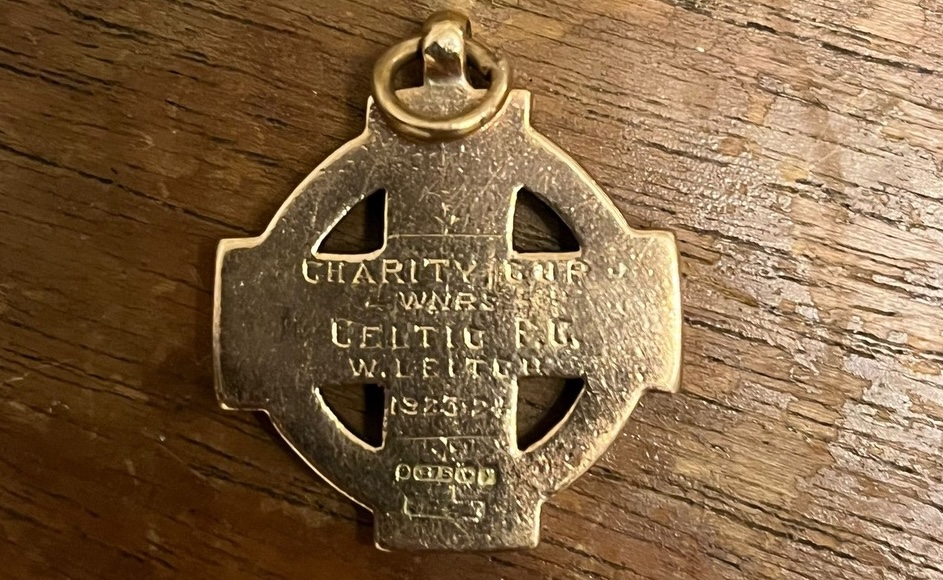 CHARITY CUP
WNRS
CELTIC F.C.
W. LEITCH
1923-24